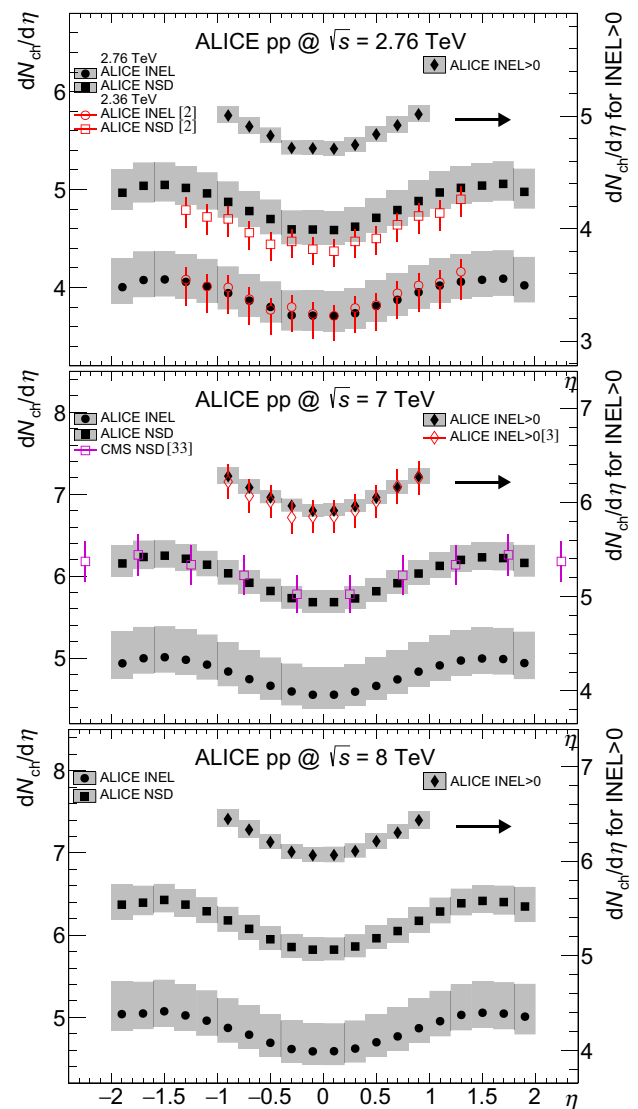 ALICE pp @ √s = 2.76 TeV
2.76 TeV
ALICE INEL
ALICE NSD
2.36 TeV
ALICE INEL [2]
ALICE NSD [2]
ALICE INEL>0
dN_ch/dη
6
5
4
dN_ch/dη for INEL>0
5
4
3
η
ALICE pp @ √s = 7 TeV
ALICE INEL
ALICE NSD
CMS NSD [33]
ALICE INEL>0
ALICE INEL>0[3]
dN_ch/dη
8
7
6
5
dN_ch/dη for INEL>0
7
6
5
4
η
ALICE pp @ √s = 8 TeV
ALICE INEL
ALICE NSD
ALICE INEL>0
dN_ch/dη
8
7
6
5
dN_ch/dη for INEL>0
7
6
5
4
−2 −1.5 −1 −0.5 0 0.5 1 1.5 2 η